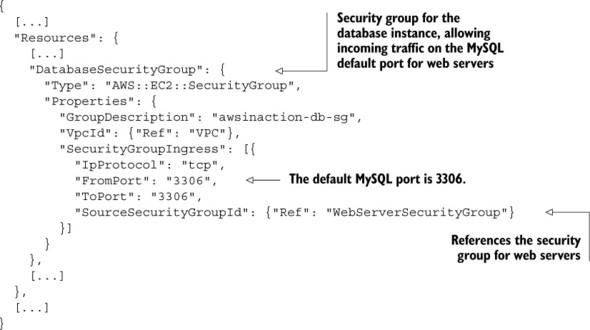 {
  [...]
  "Resources": {
    [...]
    "DatabaseSecurityGroup": {
      "Type": "AWS::EC2::SecurityGroup",
      "Properties": {
        "GroupDescription": "awsinaction-db-sg",
        "VpcId": {"Ref": "VPC"},
        "SecurityGroupIngress": [{
          "IpProtocol": "tcp",
          "FromPort": "3306",
          "ToPort": "3306",
          "SourceSecurityGroupId": {"Ref": "WebServerSecurityGroup"}
        }]
      }
    },
    [...]
  },
  [...]
}
Security group for the
database instance, allowing
incoming traffic on the MySQL
default port for web servers
The default MySQL port is 3306.
References the security
group for web servers